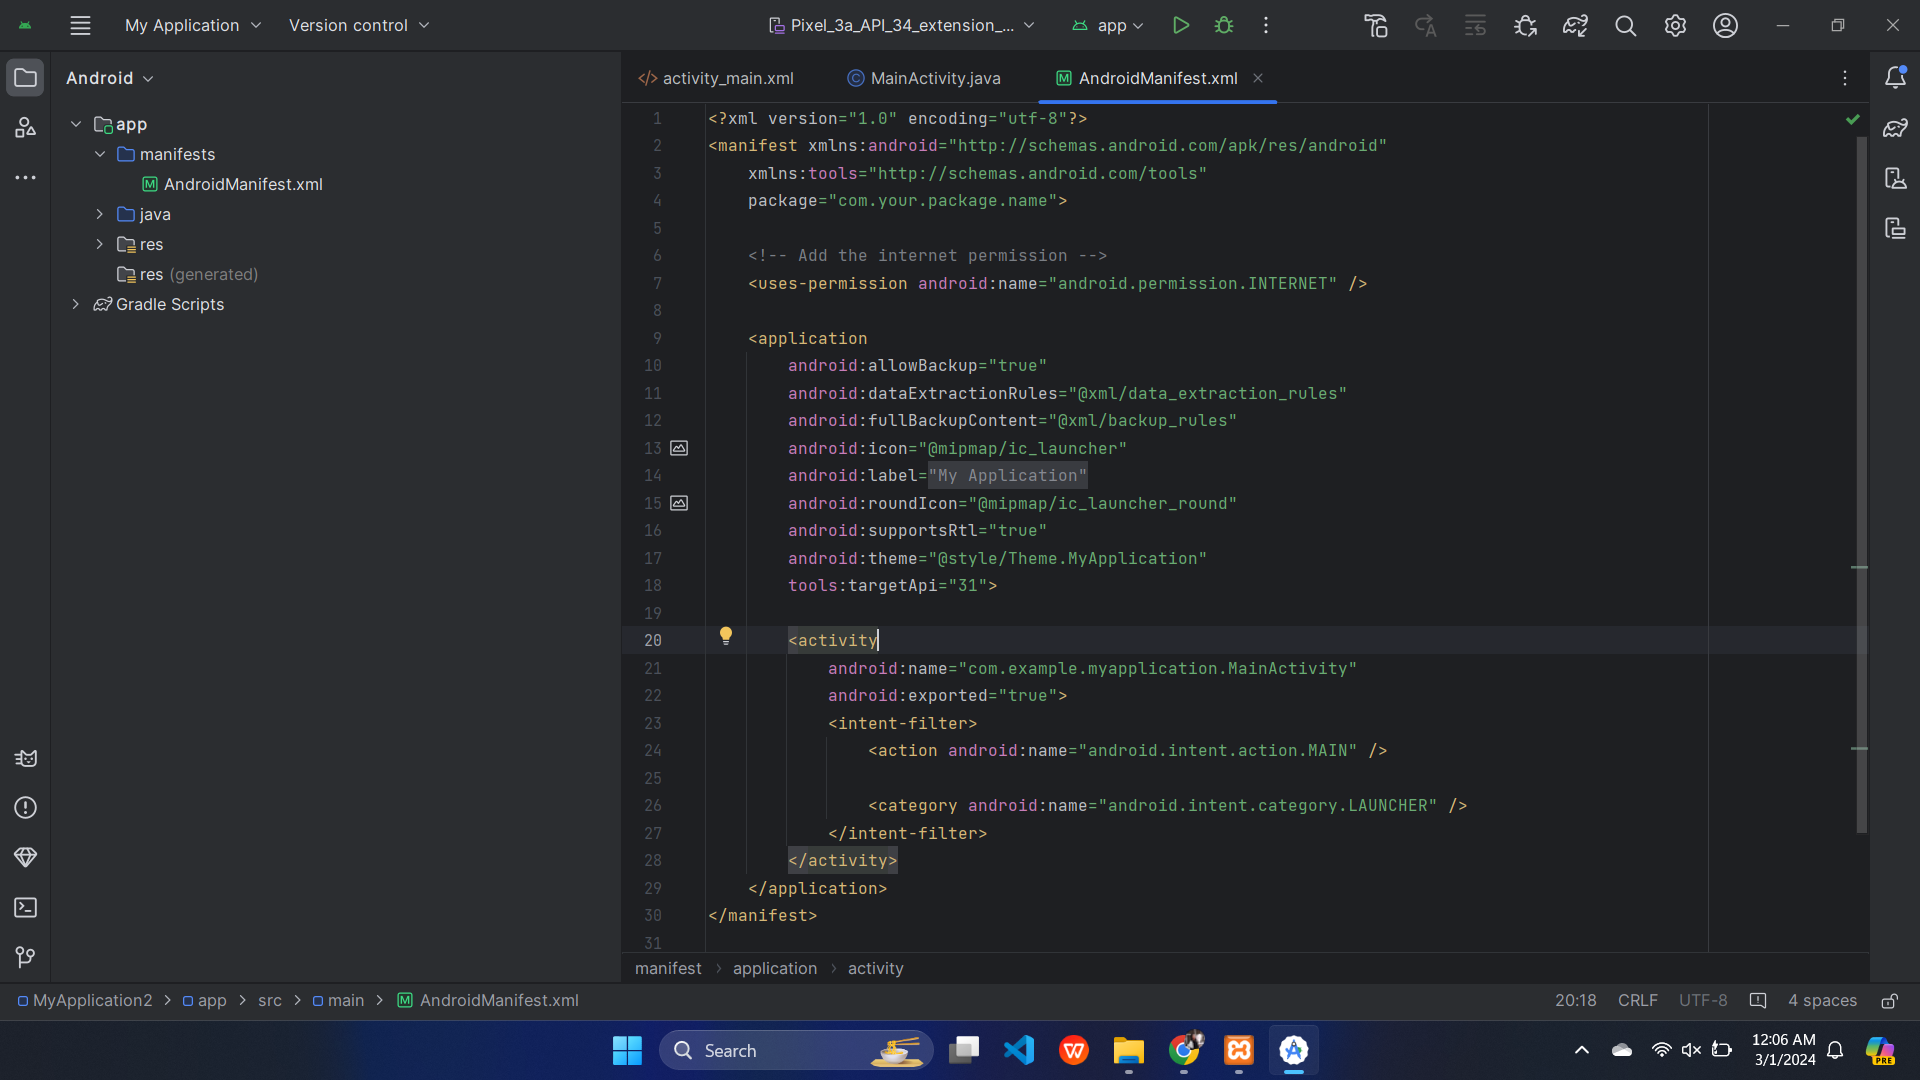 My Application
Version control
Pixel_3a_API_34_extension_...
app
Android
activity_main.xml
MainActivity.java
AndroidManifest.xml
app
manifests
AndroidManifest.xml
java
res
res (generated)
Gradle Scripts
1 <?xml version="1.0" encoding="utf-8"?>
2 <manifest xmlns:android="http://schemas.android.com/apk/res/android"
3 xmlns:tools="http://schemas.android.com/tools"
4 package="com.your.package.name">
5
6 <!-- Add the internet permission -->
7 <uses-permission android:name="android.permission.INTERNET" />
8
9 <application
10 android:allowBackup="true"
11 android:dataExtractionRules="@xml/data_extraction_rules"
12 android:fullBackupContent="@xml/backup_rules"
13 android:icon="@mipmap/ic_launcher"
14 android:label="My Application"
15 android:roundIcon="@mipmap/ic_launcher_round"
16 android:supportsRtl="true"
17 android:theme="@style/Theme.MyApplication"
18 tools:targetApi="31">
19
20 <activity
21 android:name="com.example.myapplication.MainActivity"
22 android:exported="true">
23 <intent-filter>
24 <action android:name="android.intent.action.MAIN" />
25
26 <category android:name="android.intent.category.LAUNCHER" />
27 </intent-filter>
28 </activity>
29 </application>
30 </manifest>
31
manifest > application > activity
MyApplication2 > app > src > main > AndroidManifest.xml
20:18
CRLF
UTF-8
4 spaces
Search
12:06 AM
3/1/2024
PRE